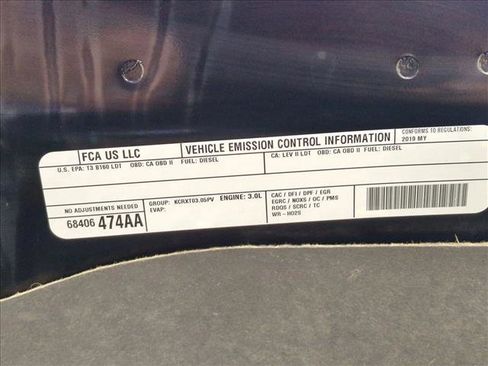 FCA US LLC
VEHICLE EMISSION CONTROL INFORMATION
CONFORMS TO REGULATIONS:
2019 MY
U.S. EPA: T3 B160 LDT OBD: CA OBD II FUEL: DIESEL
CA: LEV II LDT OBD: CA OBD II FUEL: DIESEL
NO ADJUSTMENTS NEEDED
68406 474AA
GROUP: KCRXT03.05PV ENGINE: 3.0L
EVAP:
CAC / DFI / DPF / EGR
EGRC / NOXS / OC / PMS
RDQS / SCRC / TC
WR - HO2S